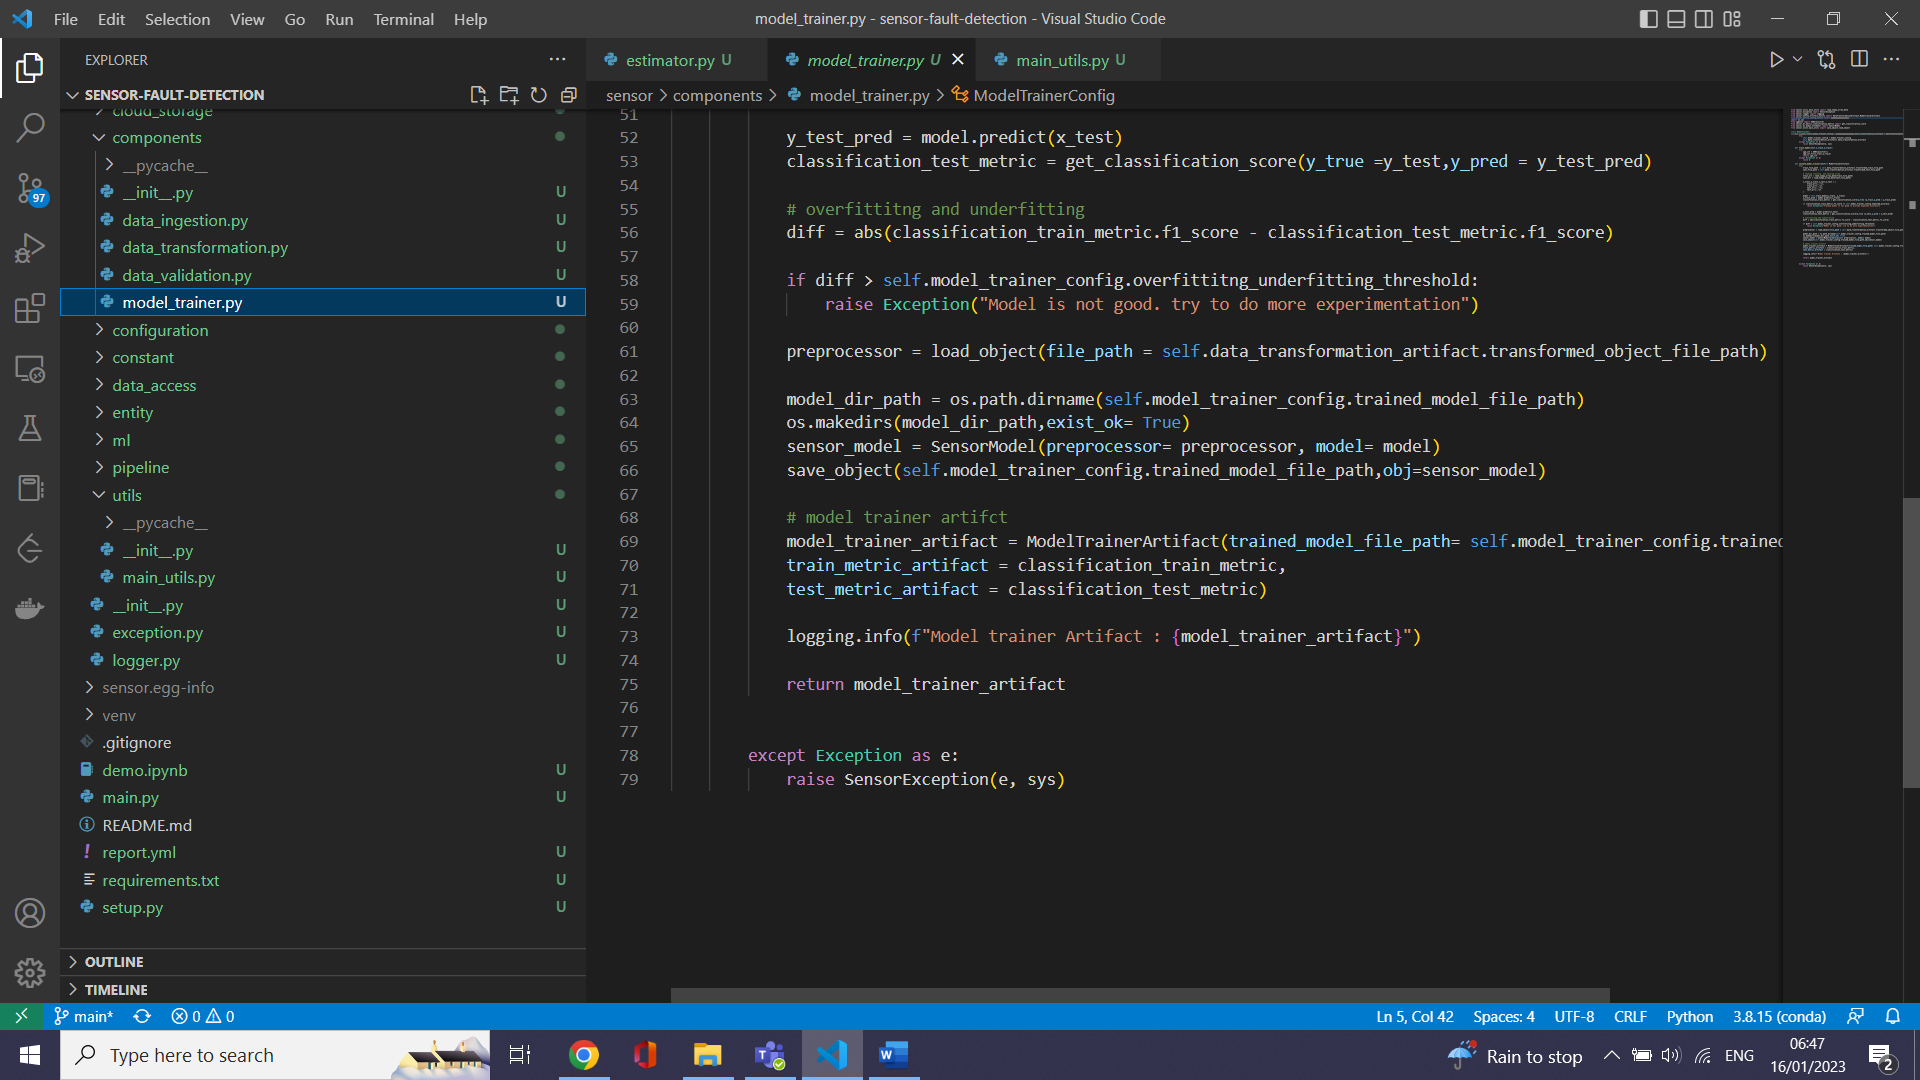 File Edit Selection View Go Run Terminal Help
model_trainer.py - sensor-fault-detection - Visual Studio Code
EXPLORER
SENSOR-FAULT-DETECTION
cloud_storage
components
__pycache__
__init__.py U
data_ingestion.py U
data_transformation.py U
data_validation.py U
model_trainer.py U
configuration
constant
data_access
entity
ml
pipeline
utils
__pycache__
__init__.py U
main_utils.py U
__init__.py U
exception.py U
logger.py U
sensor.egg-info
venv
.gitignore
demo.ipynb U
main.py U
README.md
report.yml U
requirements.txt U
setup.py U
OUTLINE
TIMELINE
97
estimator.py U model_trainer.py U main_utils.py U
sensor > components > model_trainer.py > ModelTrainerConfig
51
52 y_test_pred = model.predict(x_test)
53 classification_test_metric = get_classification_score(y_true =y_test,y_pred = y_test_pred)
54
55 # overfittitng and underfitting
56 diff = abs(classification_train_metric.f1_score - classification_test_metric.f1_score)
57
58 if diff > self.model_trainer_config.overfittitng_underfitting_threshold:
59 raise Exception("Model is not good. try to do more experimentation")
60
61 preprocessor = load_object(file_path = self.data_transformation_artifact.transformed_object_file_path)
62
63 model_dir_path = os.path.dirname(self.model_trainer_config.trained_model_file_path)
64 os.makedirs(model_dir_path,exist_ok= True)
65 sensor_model = SensorModel(preprocessor= preprocessor, model= model)
66 save_object(self.model_trainer_config.trained_model_file_path,obj=sensor_model)
67
68 # model trainer artifct
69 model_trainer_artifact = ModelTrainerArtifact(trained_model_file_path= self.model_trainer_config.trained
70 train_metric_artifact = classification_train_metric,
71 test_metric_artifact = classification_test_metric)
72
73 logging.info(f"Model trainer Artifact : {model_trainer_artifact}")
74
75 return model_trainer_artifact
76
77
78 except Exception as e:
79 raise SensorException(e, sys)
main* 0 0 Ln 5, Col 42 Spaces: 4 UTF-8 CRLF Python 3.8.15 (conda)
Type here to search
Rain to stop ENG 06:47
16/01/2023
2